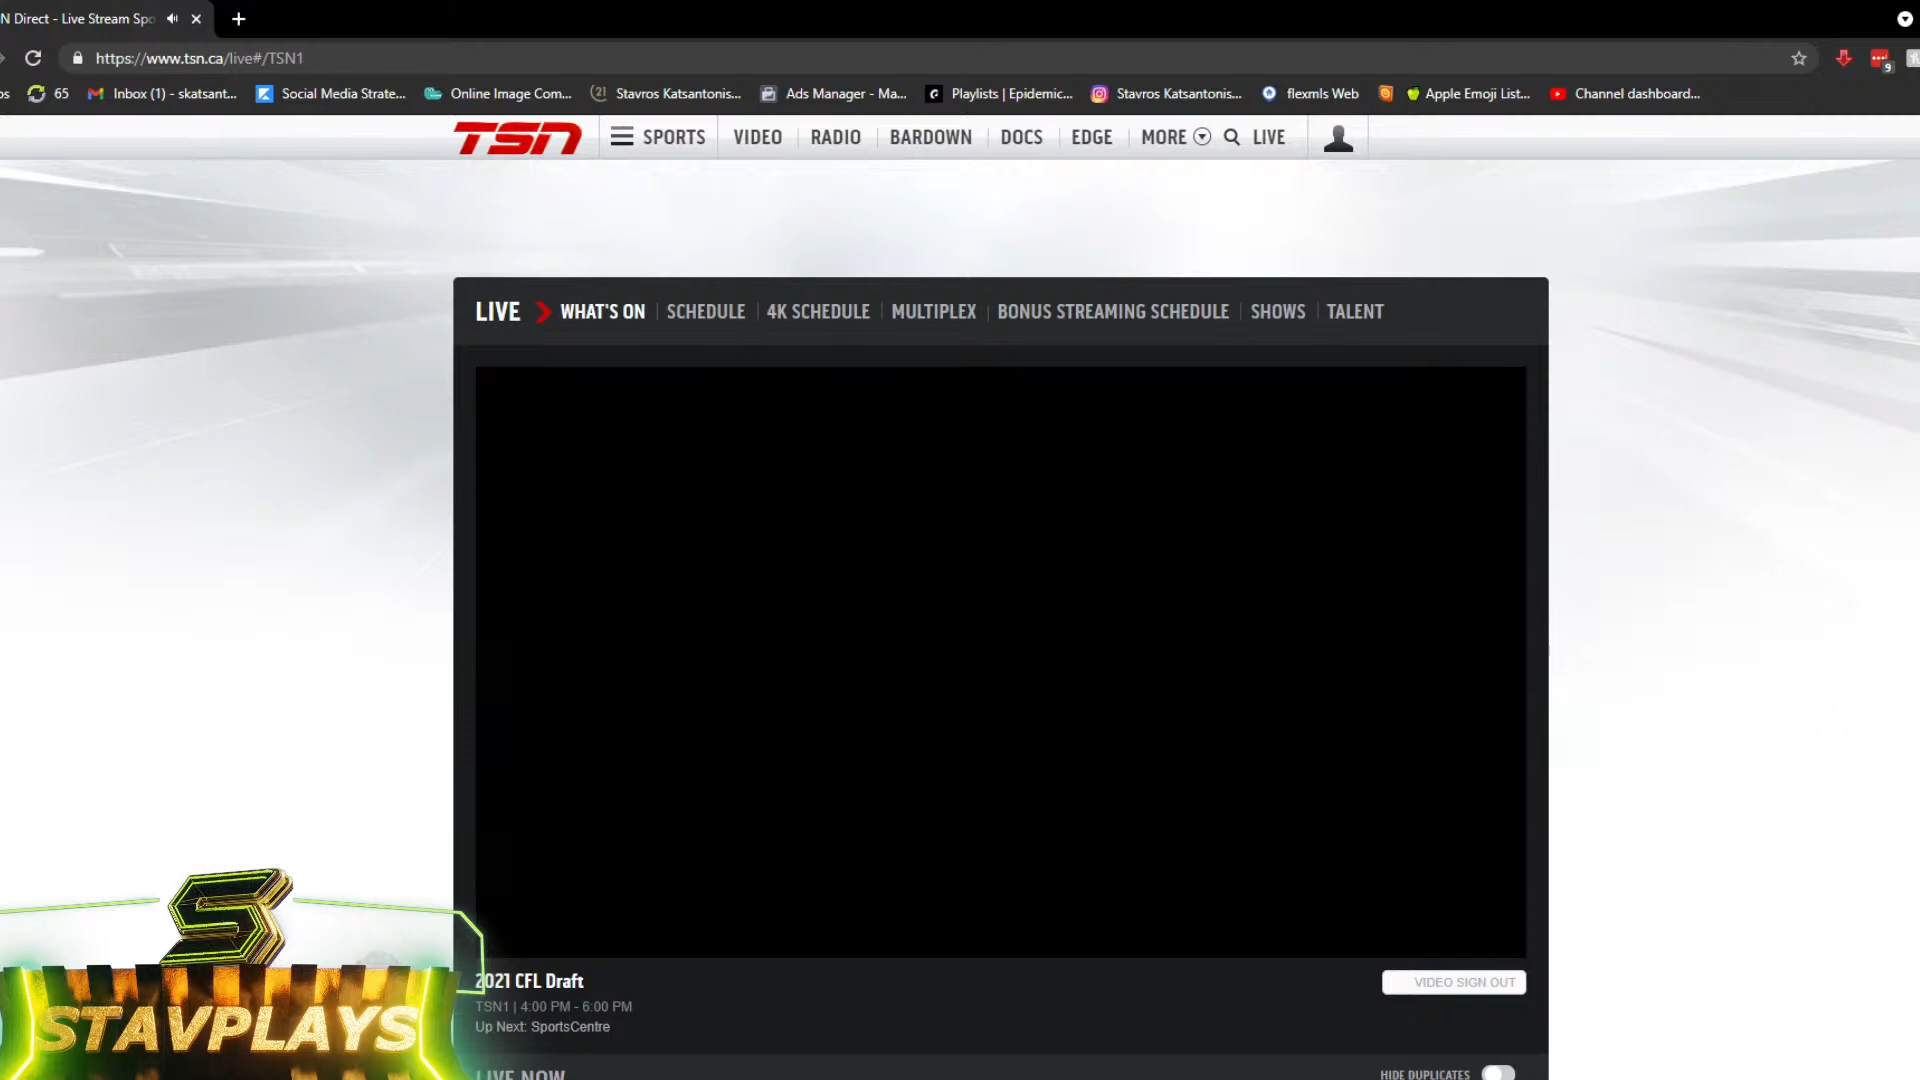 N Direct - Live Stream Spo
https://www.tsn.ca/live#/TSN1
65 Inbox (1) - skatsant... Social Media Strate... Online Image Com... Stavros Katsantonis... Ads Manager - Ma... Playlists | Epidemic... Stavros Katsantonis... flexmls Web Apple Emoji List... Channel dashboard...
TSN SPORTS VIDEO RADIO BARDOWN DOCS EDGE MORE LIVE
LIVE WHAT'S ON SCHEDULE 4K SCHEDULE MULTIPLEX BONUS STREAMING SCHEDULE SHOWS TALENT
2021 CFL Draft
VIDEO SIGN OUT
TSN1 | 4:00 PM - 6:00 PM
Up Next: SportsCentre
LIVE NOW
HIDE DUPLICATES
S
STAVPLAYS